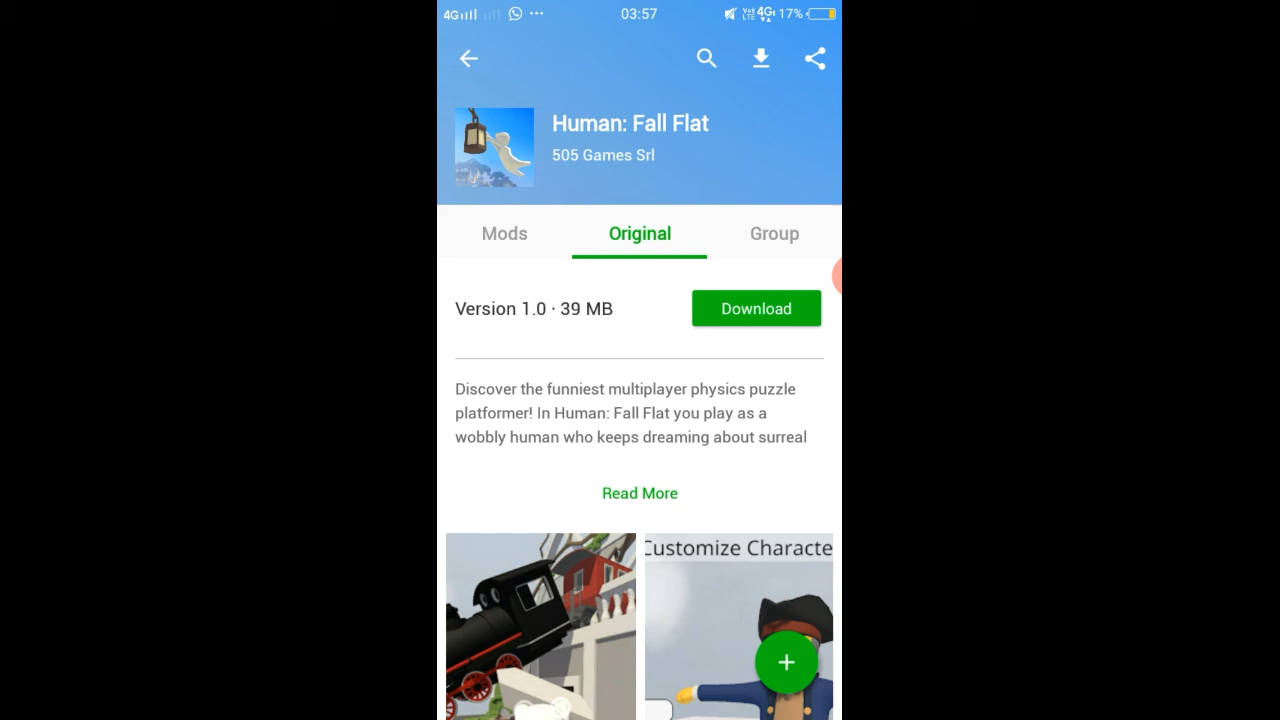 4G 03:57 4G 17%
Human: Fall Flat
505 Games Srl
Mods Original Group
Version 1.0 · 39 MB Download
Discover the funniest multiplayer physics puzzle
platformer! In Human: Fall Flat you play as a
wobbly human who keeps dreaming about surreal
Read More
Customize Characte